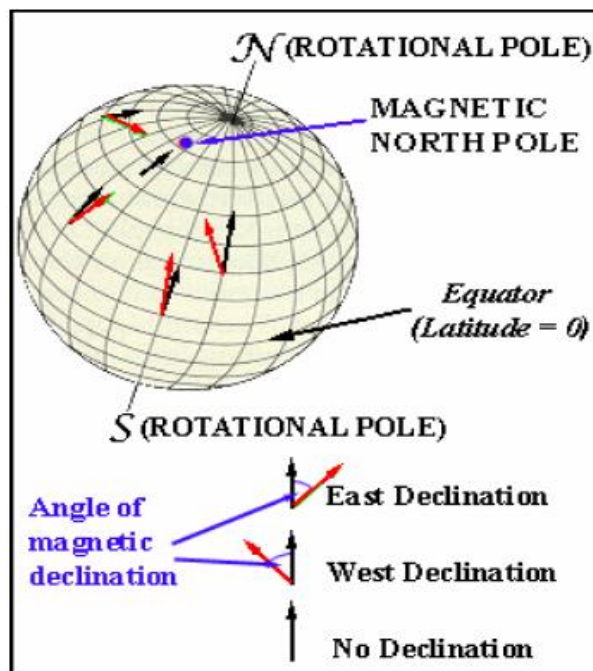 N (ROTATIONAL POLE)
MAGNETIC
NORTH POLE
Equator
(Latitude = 0)
S (ROTATIONAL POLE)
Angle of
magnetic
declination
East Declination
West Declination
No Declination